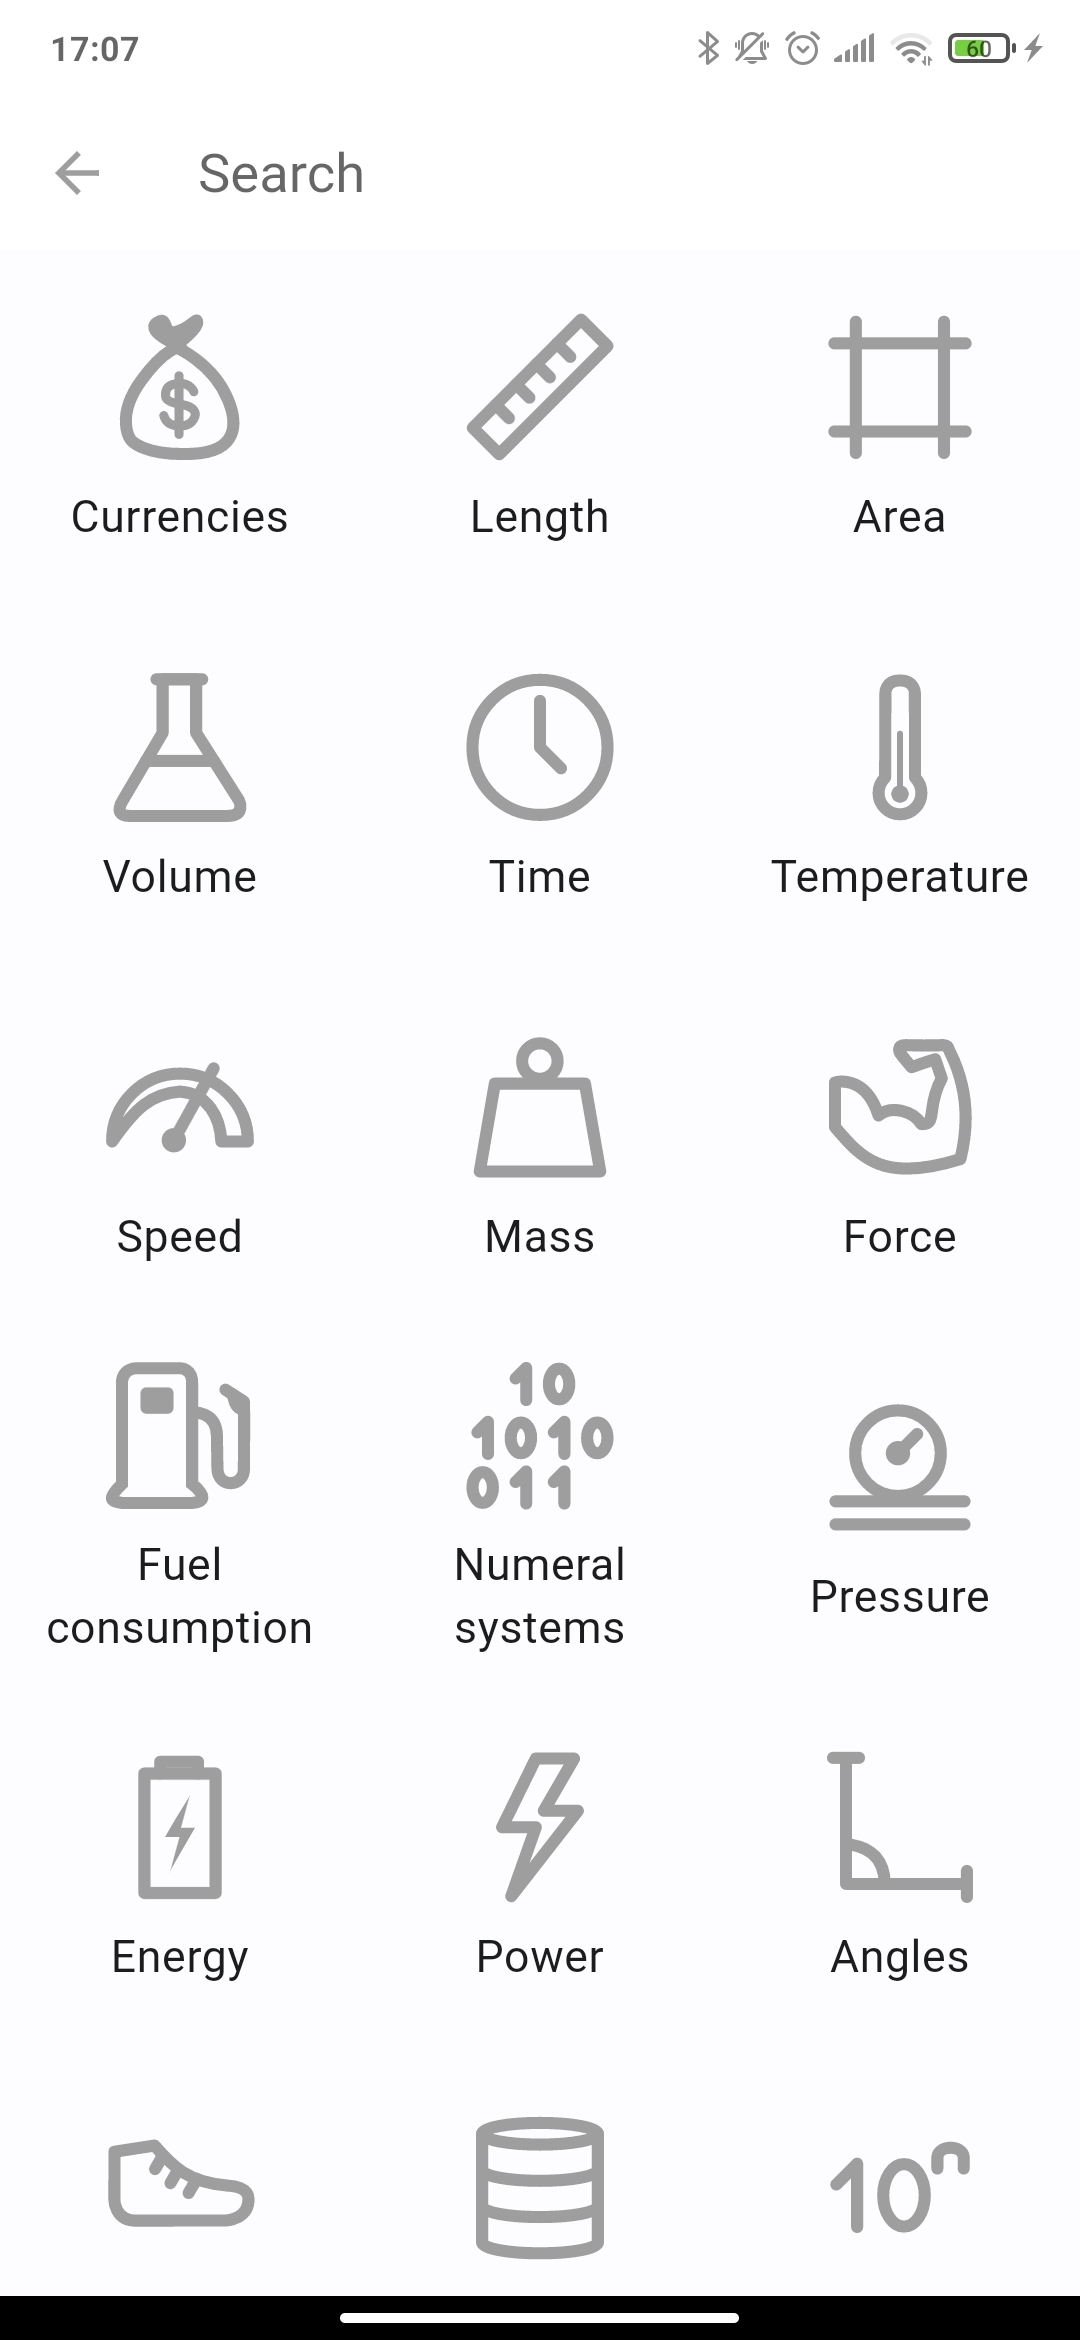 17:07
60
Search
$
Currencies Length Area
Volume Time Temperature
Speed Mass Force
10
1010
011
Fuel consumption
Numeral systems
Pressure
Energy Power Angles
10ⁿ